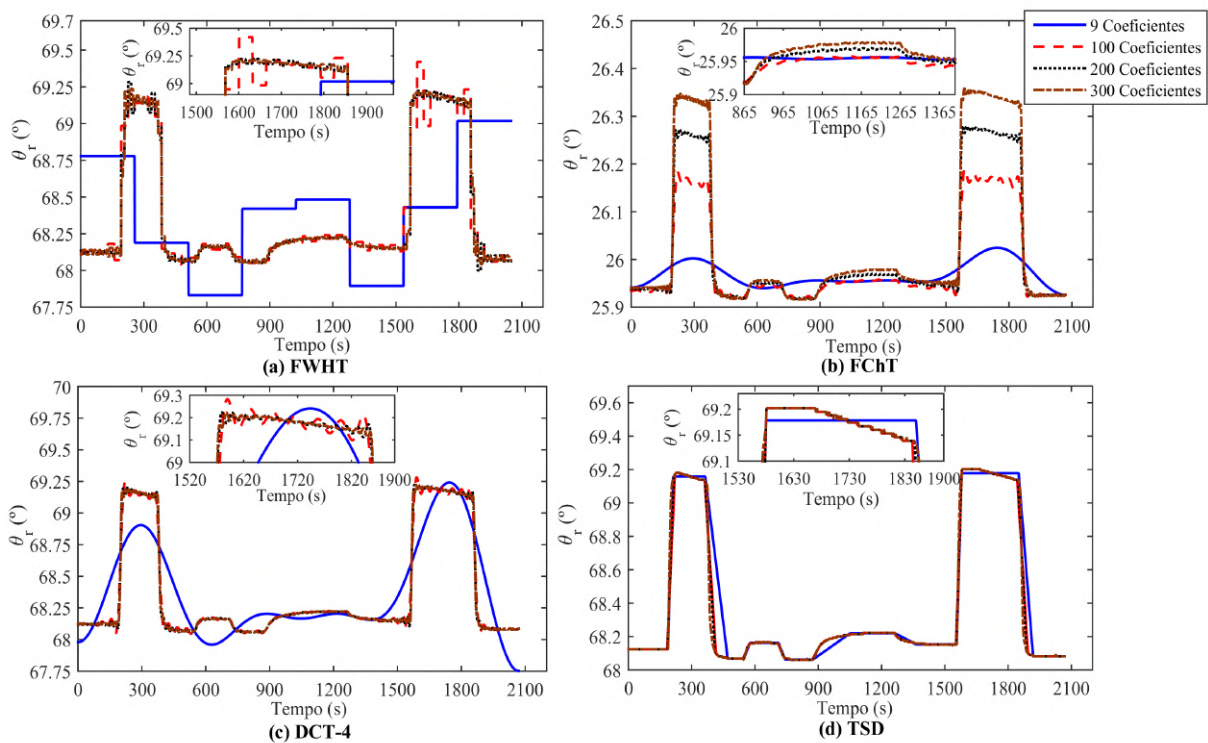 69.7
69.5
69.25
69
68.75
68.5
68.25
68
67.75
θr (º)
0 300 600 900 1200 1500 1800 2100
Tempo (s)
(a) FWHT
69.5
69.4
69.2
69
θr (º)
1500 1600 1700 1800 1900
Tempo (s)
26.5
26.4
26.3
26.2
26.1
26
25.9
θr (º)
0 300 600 900 1200 1500 1800 2100
Tempo (s)
(b) FChT
26
25.95
25.9
θr (º)
865 965 1065 1165 1265 1365
Tempo (s)
9 Coeficientes
100 Coeficientes
200 Coeficientes
300 Coeficientes
70
69.75
69.5
69.25
69
68.75
68.5
68.25
68
67.75
θr (º)
0 300 600 900 1200 1500 1800 2100
Tempo (s)
(c) DCT-4
69.3
69.2
69.1
69
θr (º)
1520 1620 1720 1820 1900
Tempo (s)
69.6
69.4
69.2
69
68.8
68.6
68.4
68.2
68
θr (º)
0 300 600 900 1200 1500 1800 2100
Tempo (s)
(d) TSD
69.2
69.15
69.1
θr (º)
1530 1630 1730 1830 1900
Tempo (s)